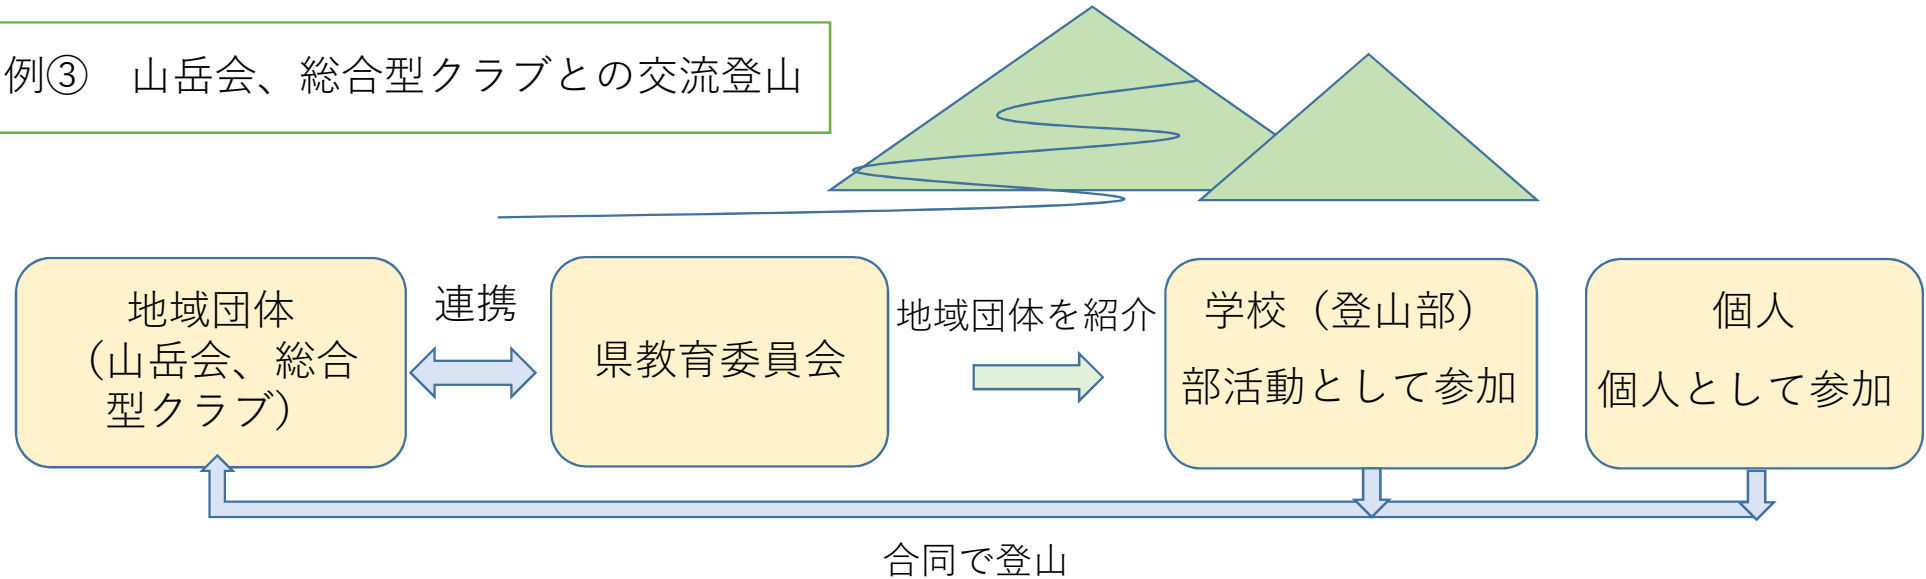 例③　山岳会、総合型クラブとの交流登山
地域団体
（山岳会、総合
型クラブ）
連携
県教育委員会
地域団体を紹介
学校（登山部）
部活動として参加
個人
個人として参加
合同で登山